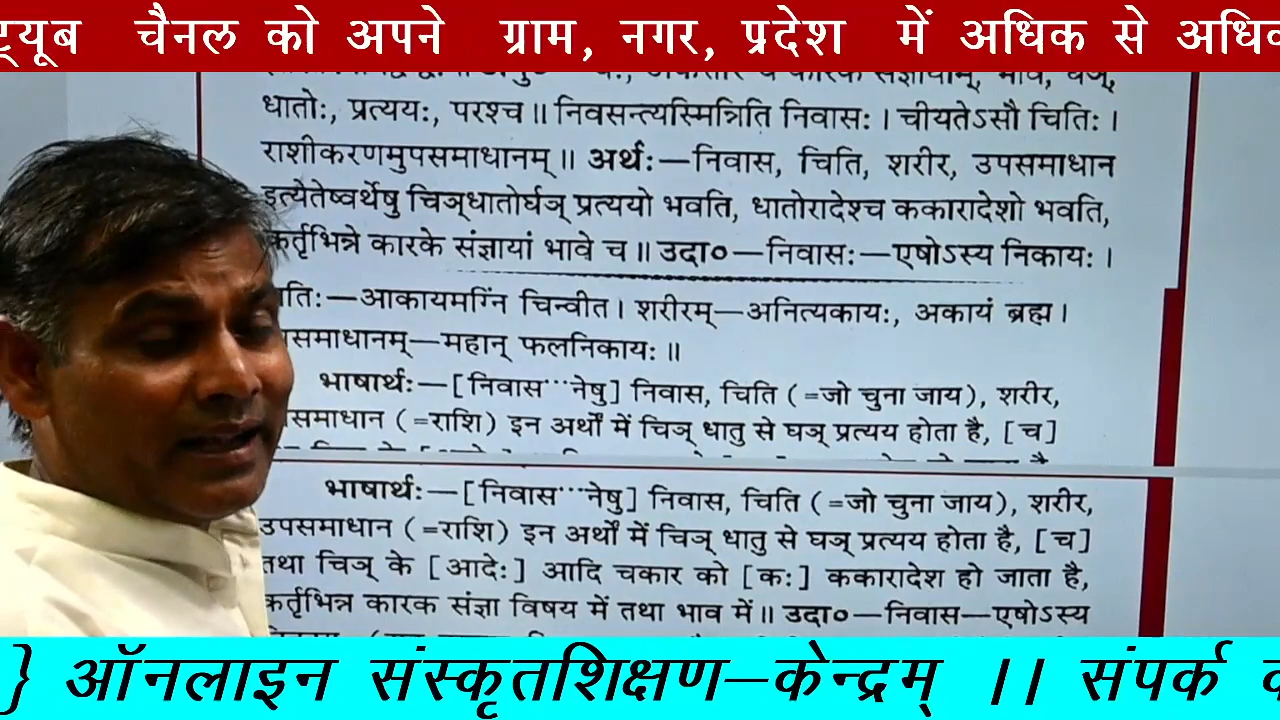 चैनल को अपने ग्राम, नगर, प्रदेश में अधिक से
धातोः, प्रत्ययः, परश्च ॥ निवसन्त्यस्मिन्निति निवासः । चीयतेऽसौ चितिः ।
राशीकरणमुपसमाधानम् ॥ अर्थः—निवास, चिति, शरीर, उपसमाधान
इत्येतेष्वर्थेषु चिञ्धातोर्घञ् प्रत्ययो भवति, धातोरादेश्च ककारादेशो भवति,
कर्तृभिन्ने कारके संज्ञायां भावे च ॥ उदा०—निवासः—एषोऽस्य निकायः ।
तिः—आकायमग्निं चिन्वीत । शरीरम्—अनित्यकायः, अकायं ब्रह्म ।
समाधानम्—महान् फलनिकायः ॥
भाषार्थः—[निवास···नेषु] निवास, चिति (=जो चुना जाय), शरीर,
समाधान (=राशि) इन अर्थों में चिञ् धातु से घञ् प्रत्यय होता है, [च]
भाषार्थः—[निवास···नेषु] निवास, चिति (=जो चुना जाय), शरीर,
उपसमाधान (=राशि) इन अर्थों में चिञ् धातु से घञ् प्रत्यय होता है, [च]
तथा चिञ् के [आदेः] आदि चकार को [कः] ककारादेश हो जाता है,
कर्तृभिन्न कारक संज्ञा विषय में तथा भाव में ॥ उदा०—निवास—एषोऽस्य
} ऑनलाइन संस्कृतशिक्षण–केन्द्रम् ।। संपर्क